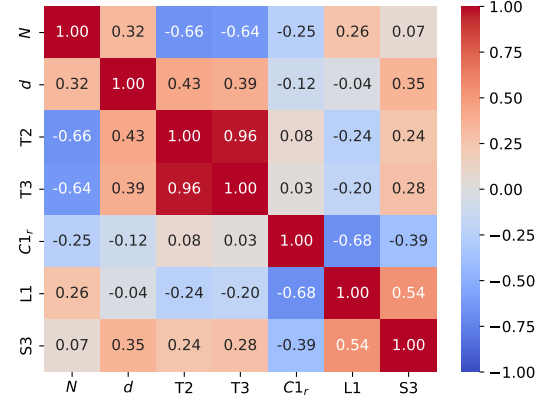 N 1.00 0.32 -0.66 -0.64 -0.25 0.26 0.07
d 0.32 1.00 0.43 0.39 -0.12 -0.04 0.35
T2 -0.66 0.43 1.00 0.96 0.08 -0.24 0.24
T3 -0.64 0.39 0.96 1.00 0.03 -0.20 0.28
C1r -0.25 -0.12 0.08 0.03 1.00 -0.68 -0.39
L1 0.26 -0.04 -0.24 -0.20 -0.68 1.00 0.54
S3 0.07 0.35 0.24 0.28 -0.39 0.54 1.00
N d T2 T3 C1r L1 S3
1.00
0.75
0.50
0.25
0.00
−0.25
−0.50
−0.75
−1.00